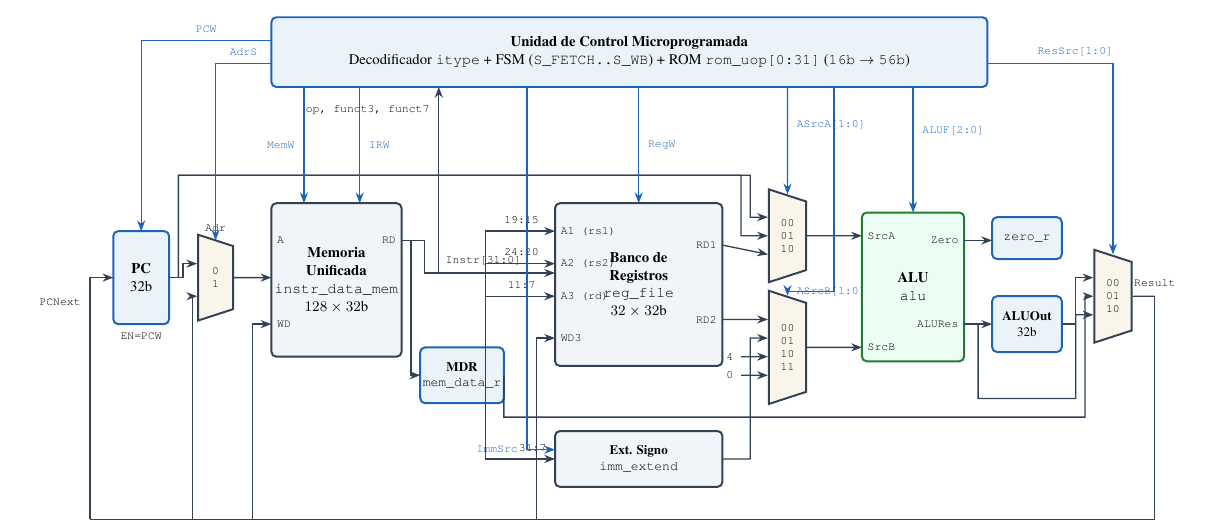 Unidad de Control Microprogramada
Decodificador itype + FSM (S_FETCH..S_WB) + ROM rom_uop[0:31] (16b → 56b)
PCW
AdrS
ResSrc[1:0]
op, funct3, funct7
MemW
IRW
RegW
ASrcA[1:0]
ALUF[2:0]
Adr
PC
32b
EN=PCW
PCNext
0
1
A
RD
WD
Memoria
Unificada
instr_data_mem
128 × 32b
Instr[31:0]
MDR
mem_data_r
19:15
24:20
11:7
A1 (rs1)
A2 (rs2)
A3 (rd)
WD3
Banco de
Registros
reg_file
32 × 32b
RD1
RD2
00
01
10
ASrcB[1:0]
00
01
10
11
4
0
SrcA
SrcB
ALU
alu
Zero
ALURes
zero_r
ALUOut
32b
00
01
10
Result
ImmSrc
31:7
Ext. Signo
imm_extend